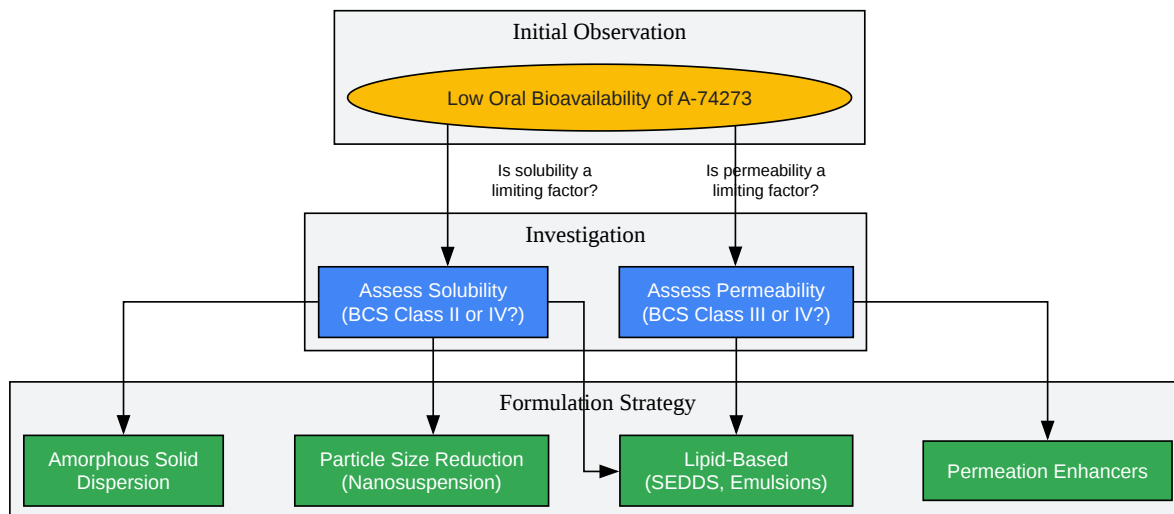 Initial Observation
Low Oral Bioavailability of A-74273
Is solubility a
limiting factor?
Is permeability a
limiting factor?
Investigation
Assess Solubility
(BCS Class II or IV?)
Assess Permeability
(BCS Class III or IV?)
Formulation Strategy
Amorphous Solid
Dispersion
Particle Size Reduction
(Nanosuspension)
Lipid-Based
(SEDDS, Emulsions)
Permeation Enhancers